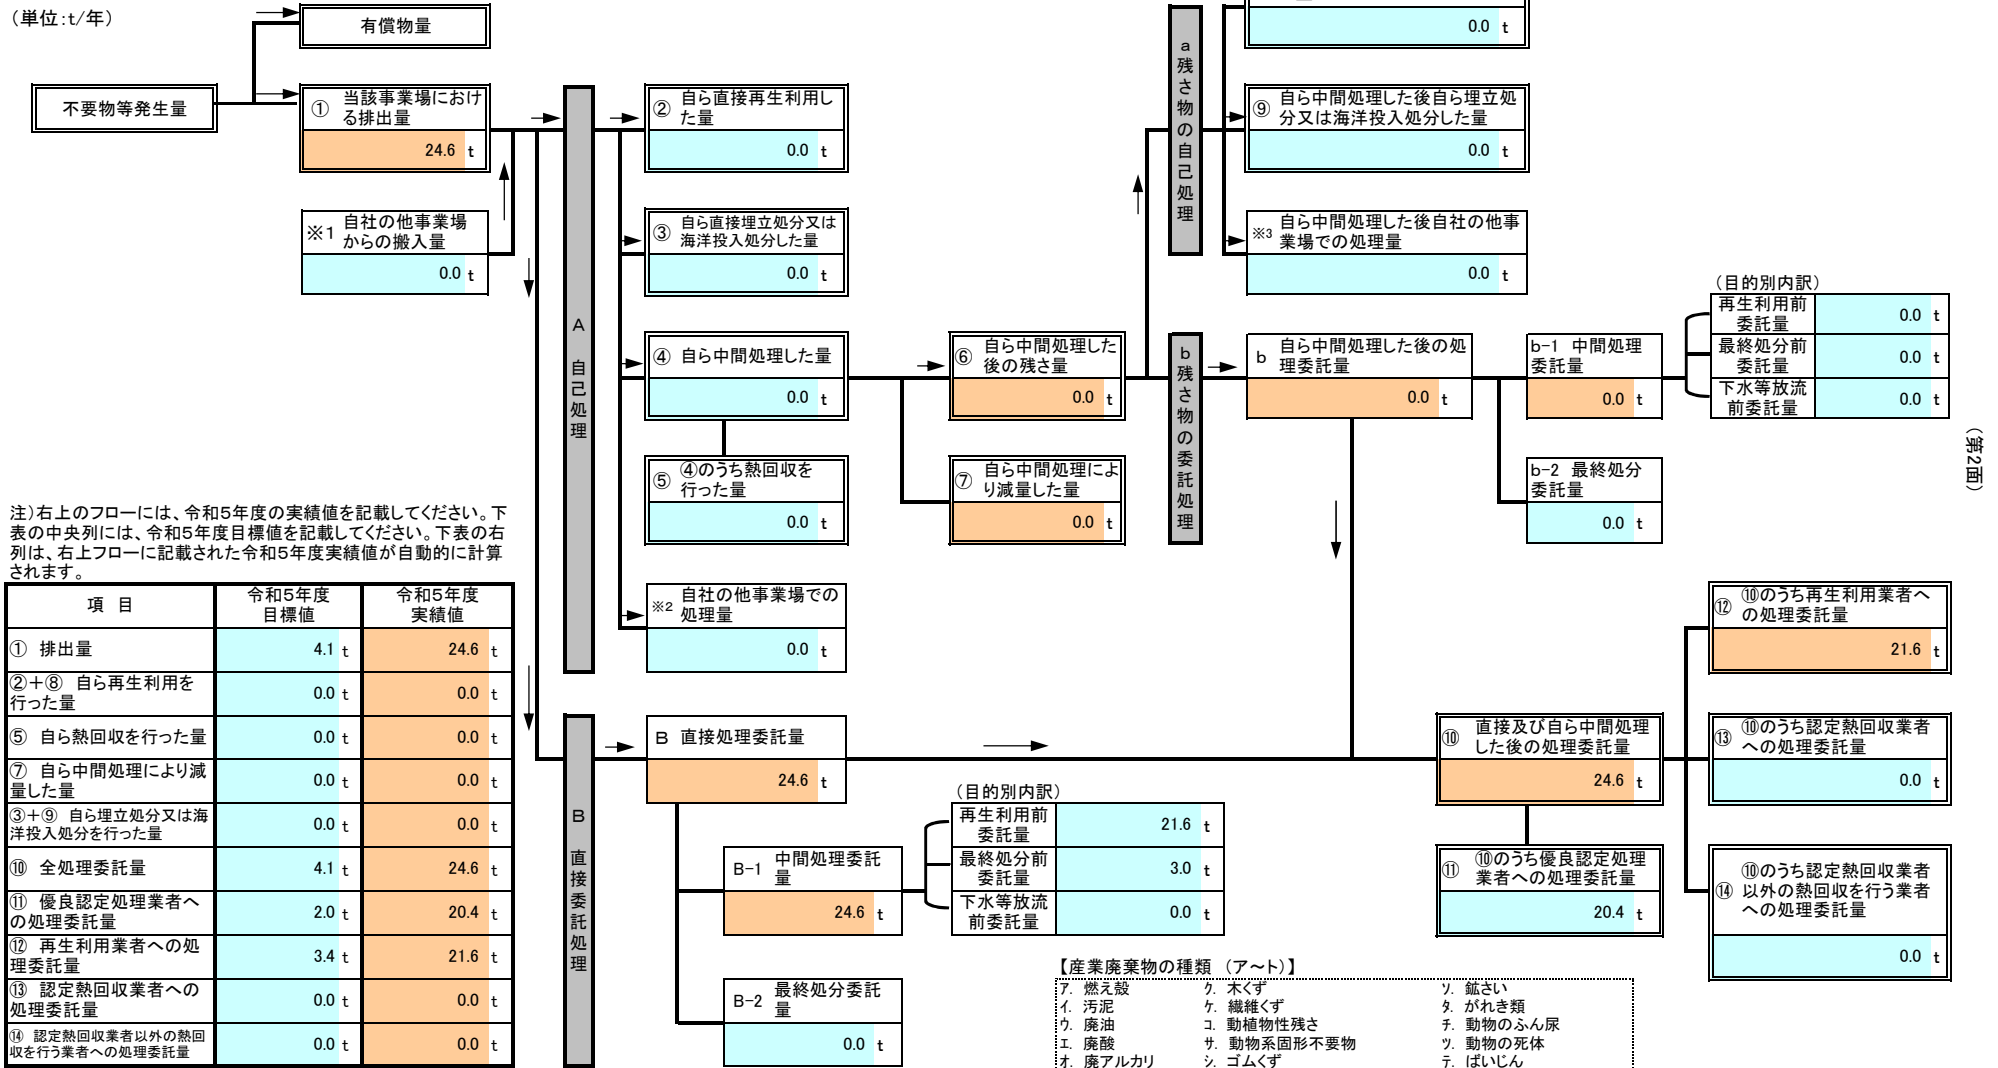 (単位:t/年)
有償物量
不要物等発生量
① 当該事業場におけ
る排出量
24.6 t
※1 自社の他事業場
からの搬入量
0.0 t
A 自己処理
② 自ら直接再生利用し
た量
0.0 t
③ 自ら直接埋立処分又は
海洋投入処分した量
0.0 t
④ 自ら中間処理した量
0.0 t
⑤ ④のうち熱回収を
行った量
0.0 t
※2 自社の他事業場での
処理量
0.0 t
⑥ 自ら中間処理した
後の残さ量
0.0 t
⑦ 自ら中間処理によ
り減量した量
0.0 t
a 残さ物の自己処理
0.0 t
⑨ 自ら中間処理した後自ら埋立処
分又は海洋投入処分した量
0.0 t
※3 自ら中間処理した後自社の他事
業場での処理量
0.0 t
b 残さ物の委託処理
b 自ら中間処理した後の処
理委託量
0.0 t
b-1 中間処理
委託量
0.0 t
b-2 最終処分
委託量
0.0 t
(目的別内訳)
再生利用前
委託量 0.0 t
最終処分前
委託量 0.0 t
下水等放流
前委託量 0.0 t
(第2面)
注)右上のフローには、令和5年度の実績値を記載してください。下
表の中央列には、令和5年度目標値を記載してください。下表の右
列は、右上フローに記載された令和5年度実績値が自動的に計算
されます。
項 目 令和5年度
目標値 令和5年度
実績値
① 排出量 4.1 t 24.6 t
②+⑧ 自ら再生利用を
行った量 0.0 t 0.0 t
⑤ 自ら熱回収を行った量 0.0 t 0.0 t
⑦ 自ら中間処理により減
量した量 0.0 t 0.0 t
③+⑨ 自ら埋立処分又は海
洋投入処分を行った量 0.0 t 0.0 t
⑩ 全処理委託量 4.1 t 24.6 t
⑪ 優良認定処理業者へ
の処理委託量 2.0 t 20.4 t
⑫ 再生利用業者への処
理委託量 3.4 t 21.6 t
⑬ 認定熱回収業者への
処理委託量 0.0 t 0.0 t
⑭ 認定熱回収業者以外の熱回
収を行う業者への処理委託量 0.0 t 0.0 t
B 直接委託処理
B 直接処理委託量
24.6 t
B-1 中間処理委託
量
24.6 t
B-2 最終処分委託
量
0.0 t
(目的別内訳)
再生利用前
委託量 21.6 t
最終処分前
委託量 3.0 t
下水等放流
前委託量 0.0 t
⑩ 直接及び自ら中間処理
した後の処理委託量
24.6 t
⑪ ⑩のうち優良認定処理
業者への処理委託量
20.4 t
⑫ ⑩のうち再生利用業者へ
の処理委託量
21.6 t
⑬ ⑩のうち認定熱回収業者
への処理委託量
0.0 t
⑭ ⑩のうち認定熱回収業者
以外の熱回収を行う業者
への処理委託量
0.0 t
【産業廃棄物の種類 (ア~ト)】
ア. 燃え殻 ク. 木くず ソ. 鉱さい
イ. 汚泥 ケ. 繊維くず タ. がれき類
ウ. 廃油 コ. 動植物性残さ チ. 動物のふん尿
エ. 廃酸 サ. 動物系固形不要物 ツ. 動物の死体
オ. 廃アルカリ シ. ゴムくず テ. ばいじん